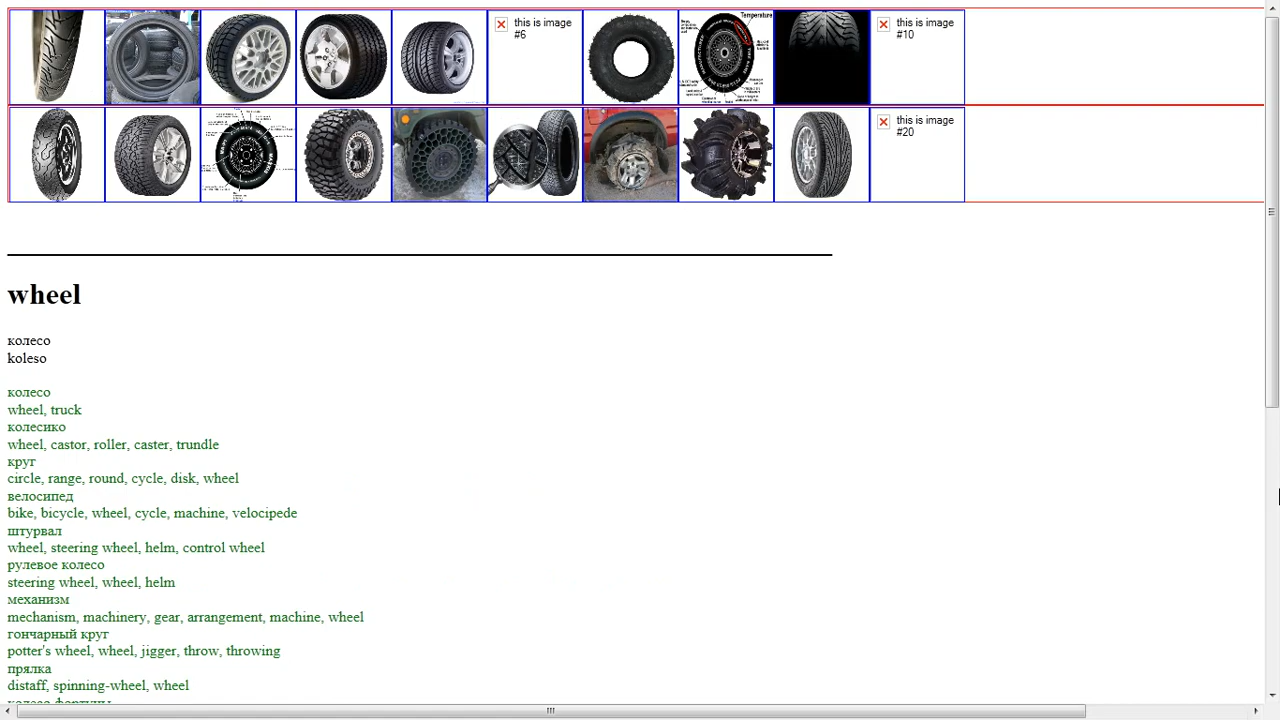 this is image
#6
Temperature
this is image
#10
this is image
#20
wheel
колесо
koleso
колесо
wheel, truck
колесико
wheel, castor, roller, caster, trundle
круг
circle, range, round, cycle, disk, wheel
велосипед
bike, bicycle, wheel, cycle, machine, velocipede
штурвал
wheel, steering wheel, helm, control wheel
рулевое колесо
steering wheel, wheel, helm
механизм
mechanism, machinery, gear, arrangement, machine, wheel
гончарный круг
potter's wheel, wheel, jigger, throw, throwing
прялка
distaff, spinning-wheel, wheel
колесо фортуны